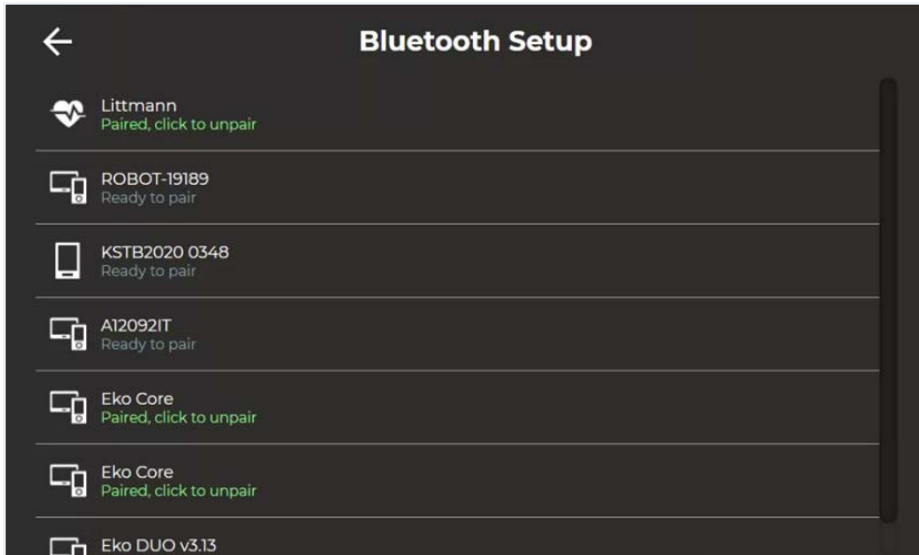 Bluetooth Setup
Littmann
Paired, click to unpair
ROBOT-19189
Ready to pair
KSTB2020 0348
Ready to pair
A12092IT
Ready to pair
Eko Core
Paired, click to unpair
Eko Core
Paired, click to unpair
Eko DUO v3.13